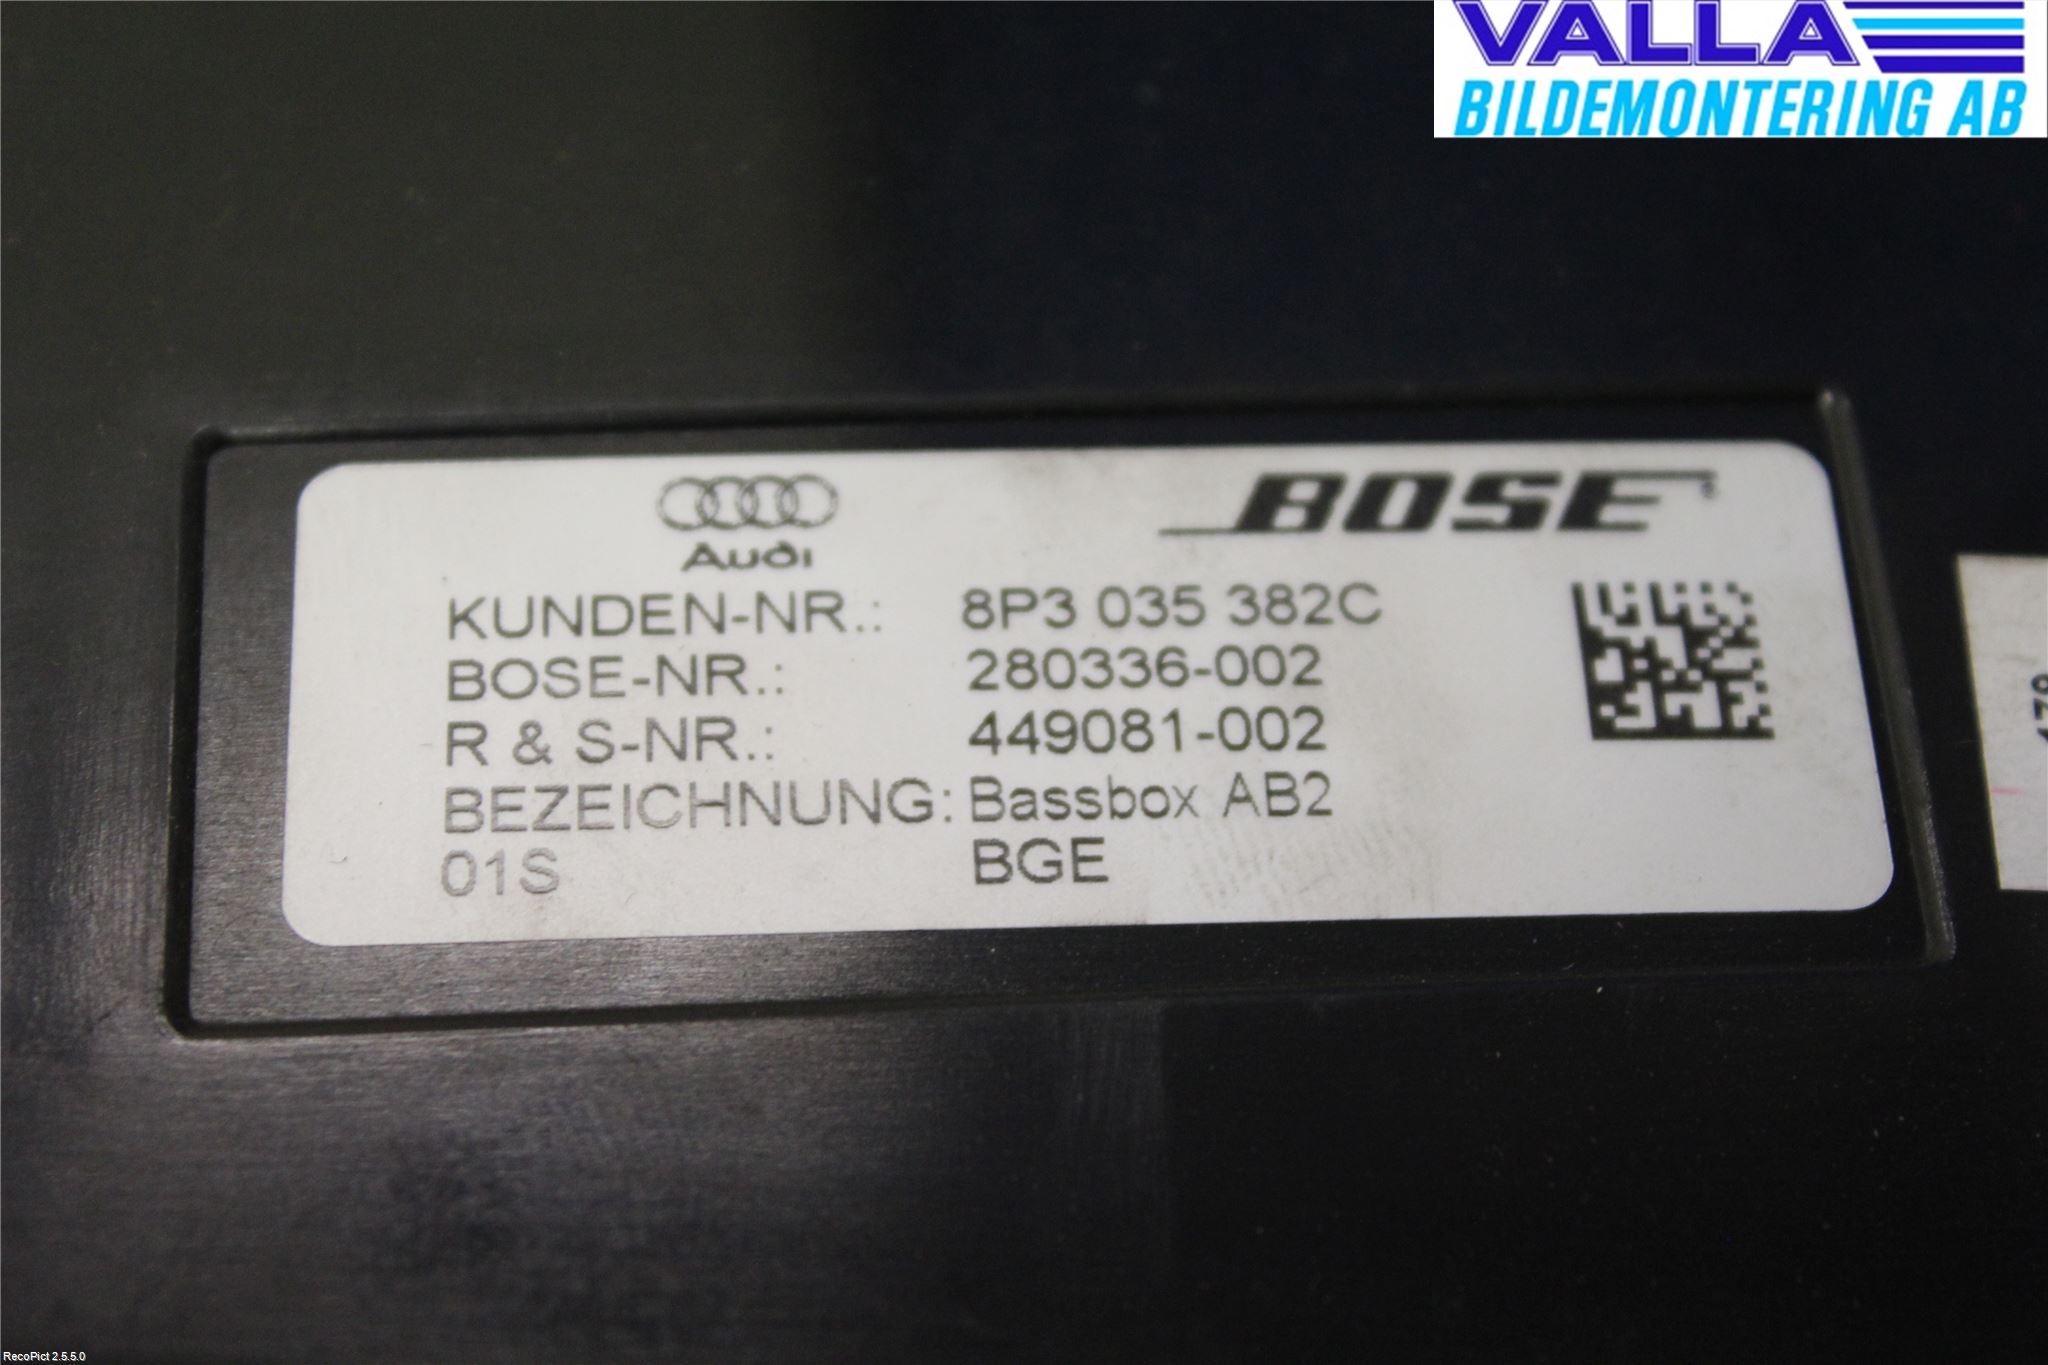 VALLA
BILDEMONTERING AB
Audi
BOSE
KUNDEN-NR.: 8P3 035 382C
BOSE-NR.: 280336-002
R & S-NR.: 449081-002
BEZEICHNUNG: Bassbox AB2
01S BGE
RecoPict 2.5.5.0